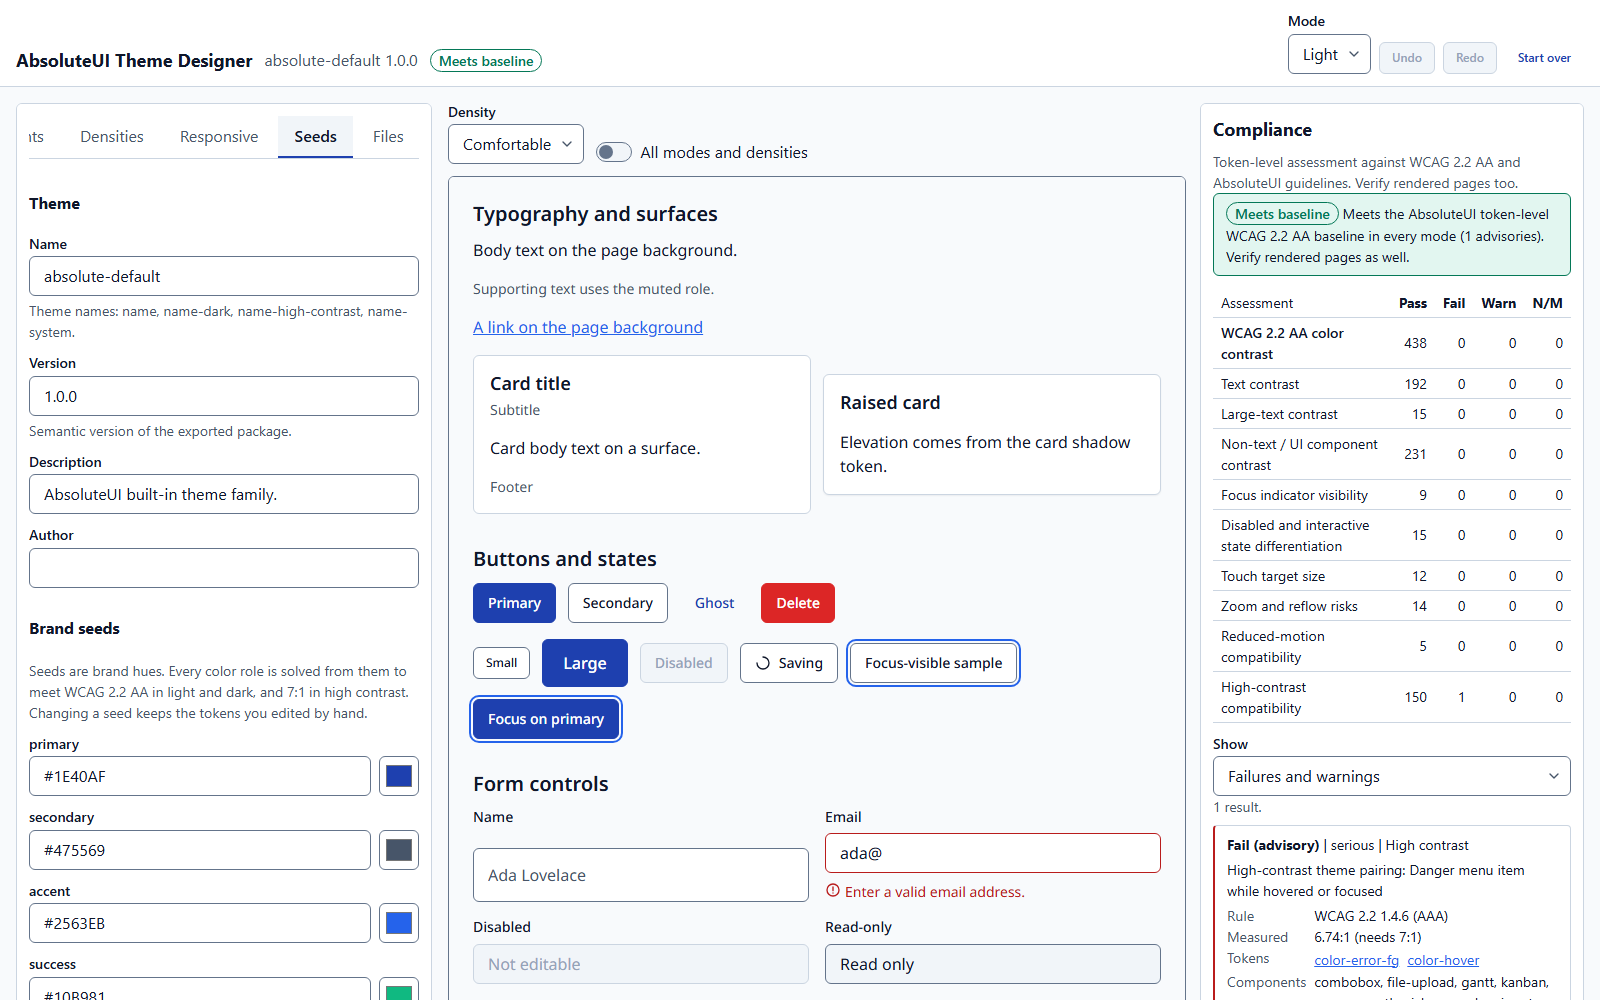 AbsoluteUI Theme Designer absolute-default 1.0.0 Meets baseline
Mode
Light
Undo
Redo
Start over
Densities
Responsive
Seeds
Files
Theme
Name
absolute-default
Theme names: name, name-dark, name-high-contrast, name-
system.
Version
1.0.0
Semantic version of the exported package.
Description
AbsoluteUI built-in theme family.
Author
Brand seeds
Seeds are brand hues. Every color role is solved from them to
meet WCAG 2.2 AA in light and dark, and 7:1 in high contrast.
Changing a seed keeps the tokens you edited by hand.
primary
#1E40AF
secondary
#475569
accent
#2563EB
success
#10B981
Density
Comfortable
All modes and densities
Typography and surfaces
Body text on the page background.
Supporting text uses the muted role.
A link on the page background
Card title
Subtitle
Card body text on a surface.
Footer
Raised card
Elevation comes from the card shadow
token.
Buttons and states
Primary
Secondary
Ghost
Delete
Small
Large
Disabled
Saving
Focus-visible sample
Focus on primary
Form controls
Name
Ada Lovelace
Email
ada@
Enter a valid email address.
Disabled
Not editable
Read-only
Read only
Compliance
Token-level assessment against WCAG 2.2 AA and
AbsoluteUI guidelines. Verify rendered pages too.
Meets baseline Meets the AbsoluteUI token-level
WCAG 2.2 AA baseline in every mode (1 advisories).
Verify rendered pages as well.
Assessment Pass Fail Warn N/M
WCAG 2.2 AA color
contrast 438 0 0 0
Text contrast 192 0 0 0
Large-text contrast 15 0 0 0
Non-text / UI component
contrast 231 0 0 0
Focus indicator visibility 9 0 0 0
Disabled and interactive
state differentiation 15 0 0 0
Touch target size 12 0 0 0
Zoom and reflow risks 14 0 0 0
Reduced-motion
compatibility 5 0 0 0
High-contrast
compatibility 150 1 0 0
Show
Failures and warnings
1 result.
Fail (advisory) | serious | High contrast
High-contrast theme pairing: Danger menu item
while hovered or focused
Rule WCAG 2.2 1.4.6 (AAA)
Measured 6.74:1 (needs 7:1)
Tokens color-error-fg color-hover
Components combobox, file-upload, gantt, kanban,